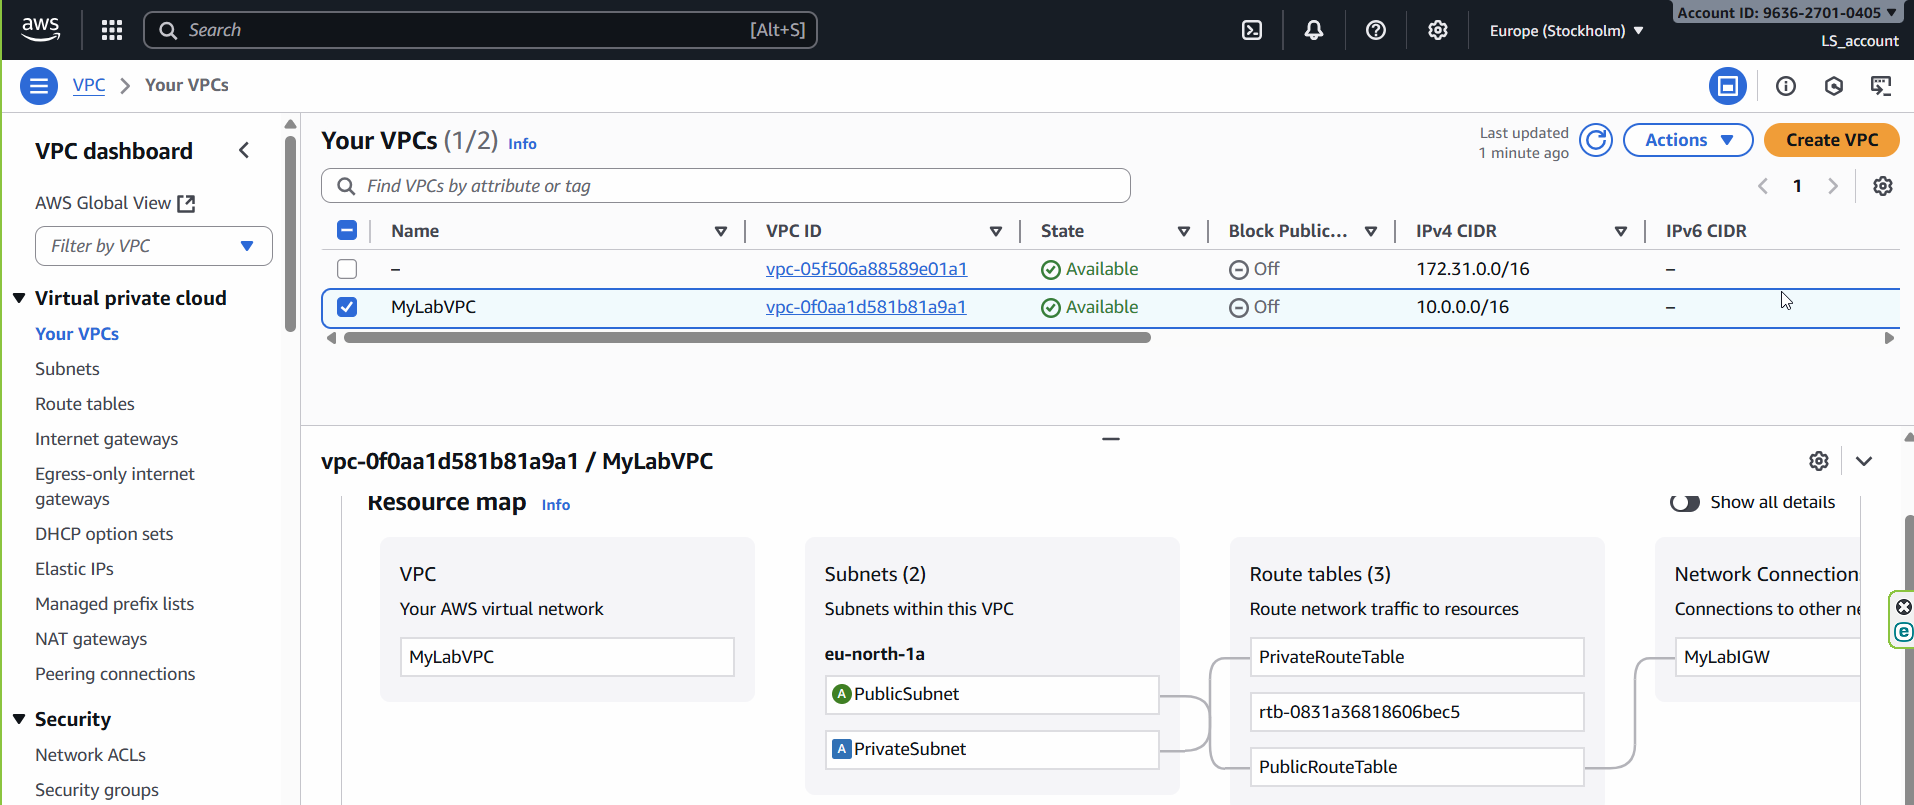 aws
Search
[Alt+S]
Europe (Stockholm)
Account ID: 9636-2701-0405
LS_account
VPC
Your VPCs
VPC dashboard
AWS Global View
Filter by VPC
Virtual private cloud
Your VPCs
Subnets
Route tables
Internet gateways
Egress-only internet
gateways
DHCP option sets
Elastic IPs
Managed prefix lists
NAT gateways
Peering connections
Security
Network ACLs
Security groups
Your VPCs (1/2) Info
Last updated
1 minute ago
Actions
Create VPC
Find VPCs by attribute or tag
1
Name VPC ID State Block Public... IPv4 CIDR IPv6 CIDR
– vpc-05f506a88589e01a1 Available Off 172.31.0.0/16 –
MyLabVPC vpc-0f0aa1d581b81a9a1 Available Off 10.0.0.0/16 –
vpc-0f0aa1d581b81a9a1 / MyLabVPC
Resource map Info
Show all details
VPC
Your AWS virtual network
MyLabVPC
Subnets (2)
Subnets within this VPC
eu-north-1a
A PublicSubnet
A PrivateSubnet
Route tables (3)
Route network traffic to resources
PrivateRouteTable
rtb-0831a36818606bec5
PublicRouteTable
Network Connection
Connections to other ne
MyLabIGW